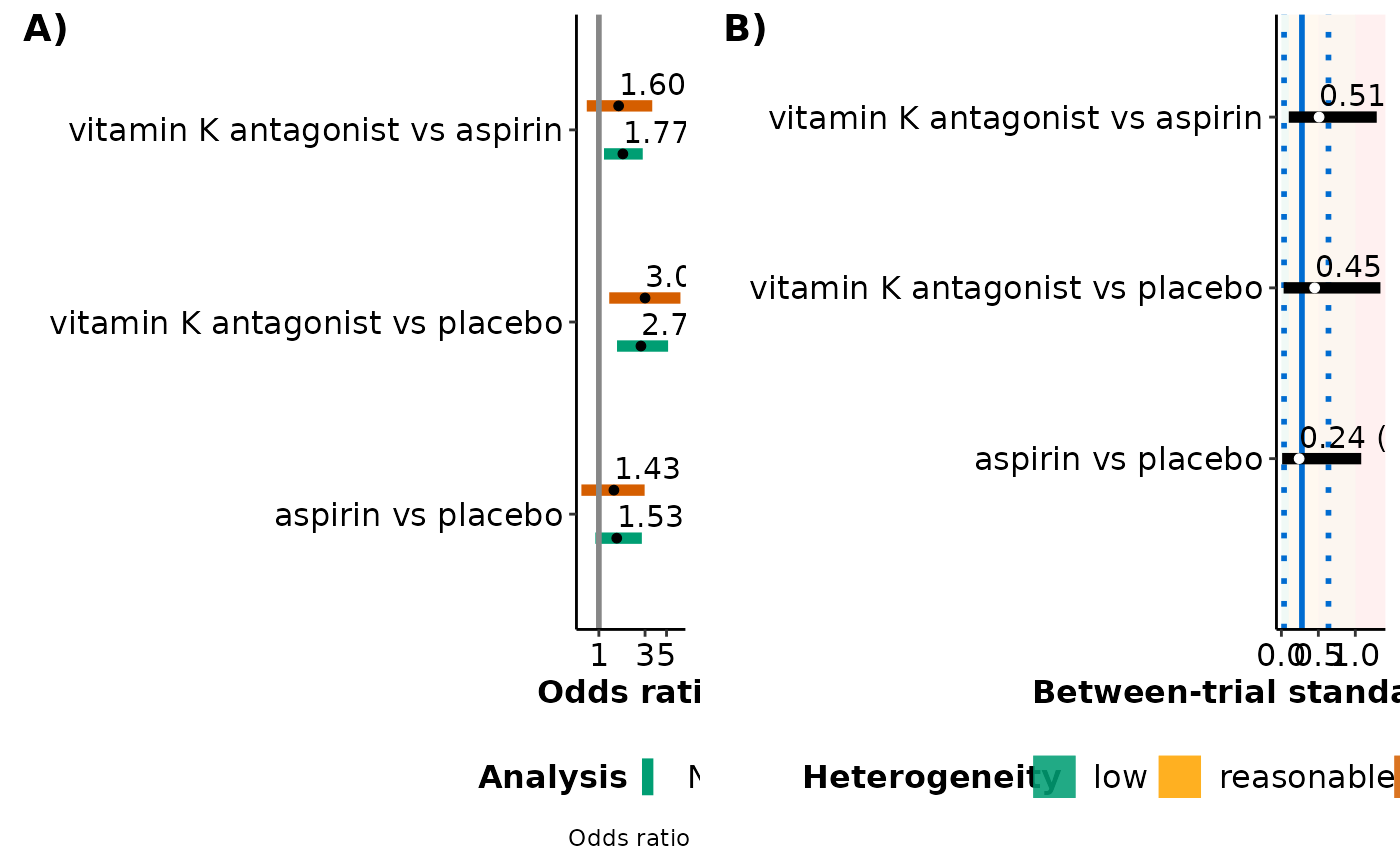 A)
vitamin K antagonist vs aspirin
1.60
1.77
vitamin K antagonist vs placebo
3.0
2.7
aspirin vs placebo
1.43
1.53
1 3 5
Odds rati
Analysis
Odds ratio
B)
vitamin K antagonist vs aspirin
0.51
vitamin K antagonist vs placebo
0.45
aspirin vs placebo
0.24 (
0.0 0.5 1.0
Between-trial standa
Heterogeneity low reasonable